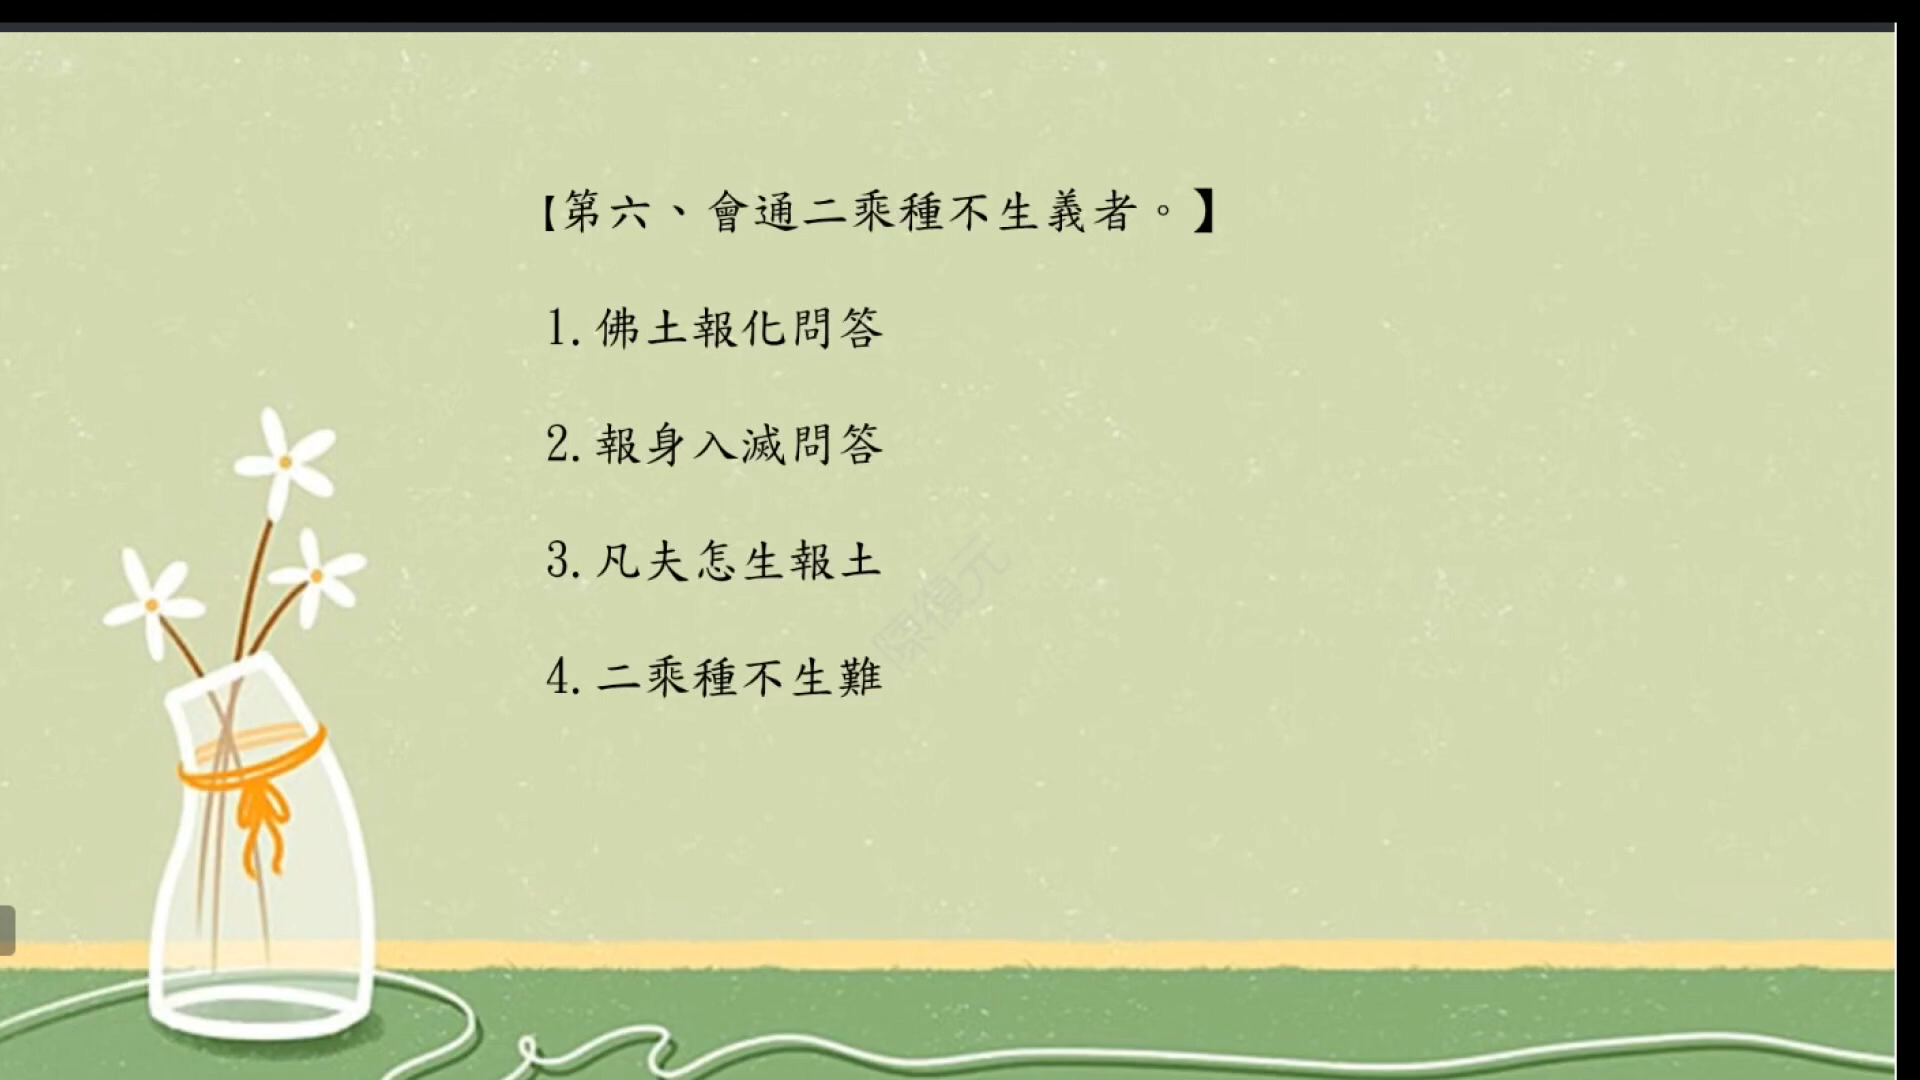 【第六、會通二乘種不生義者。】
1.佛土報化問答
2.報身入滅問答
3.凡夫怎生報土
4.二乘種不生難